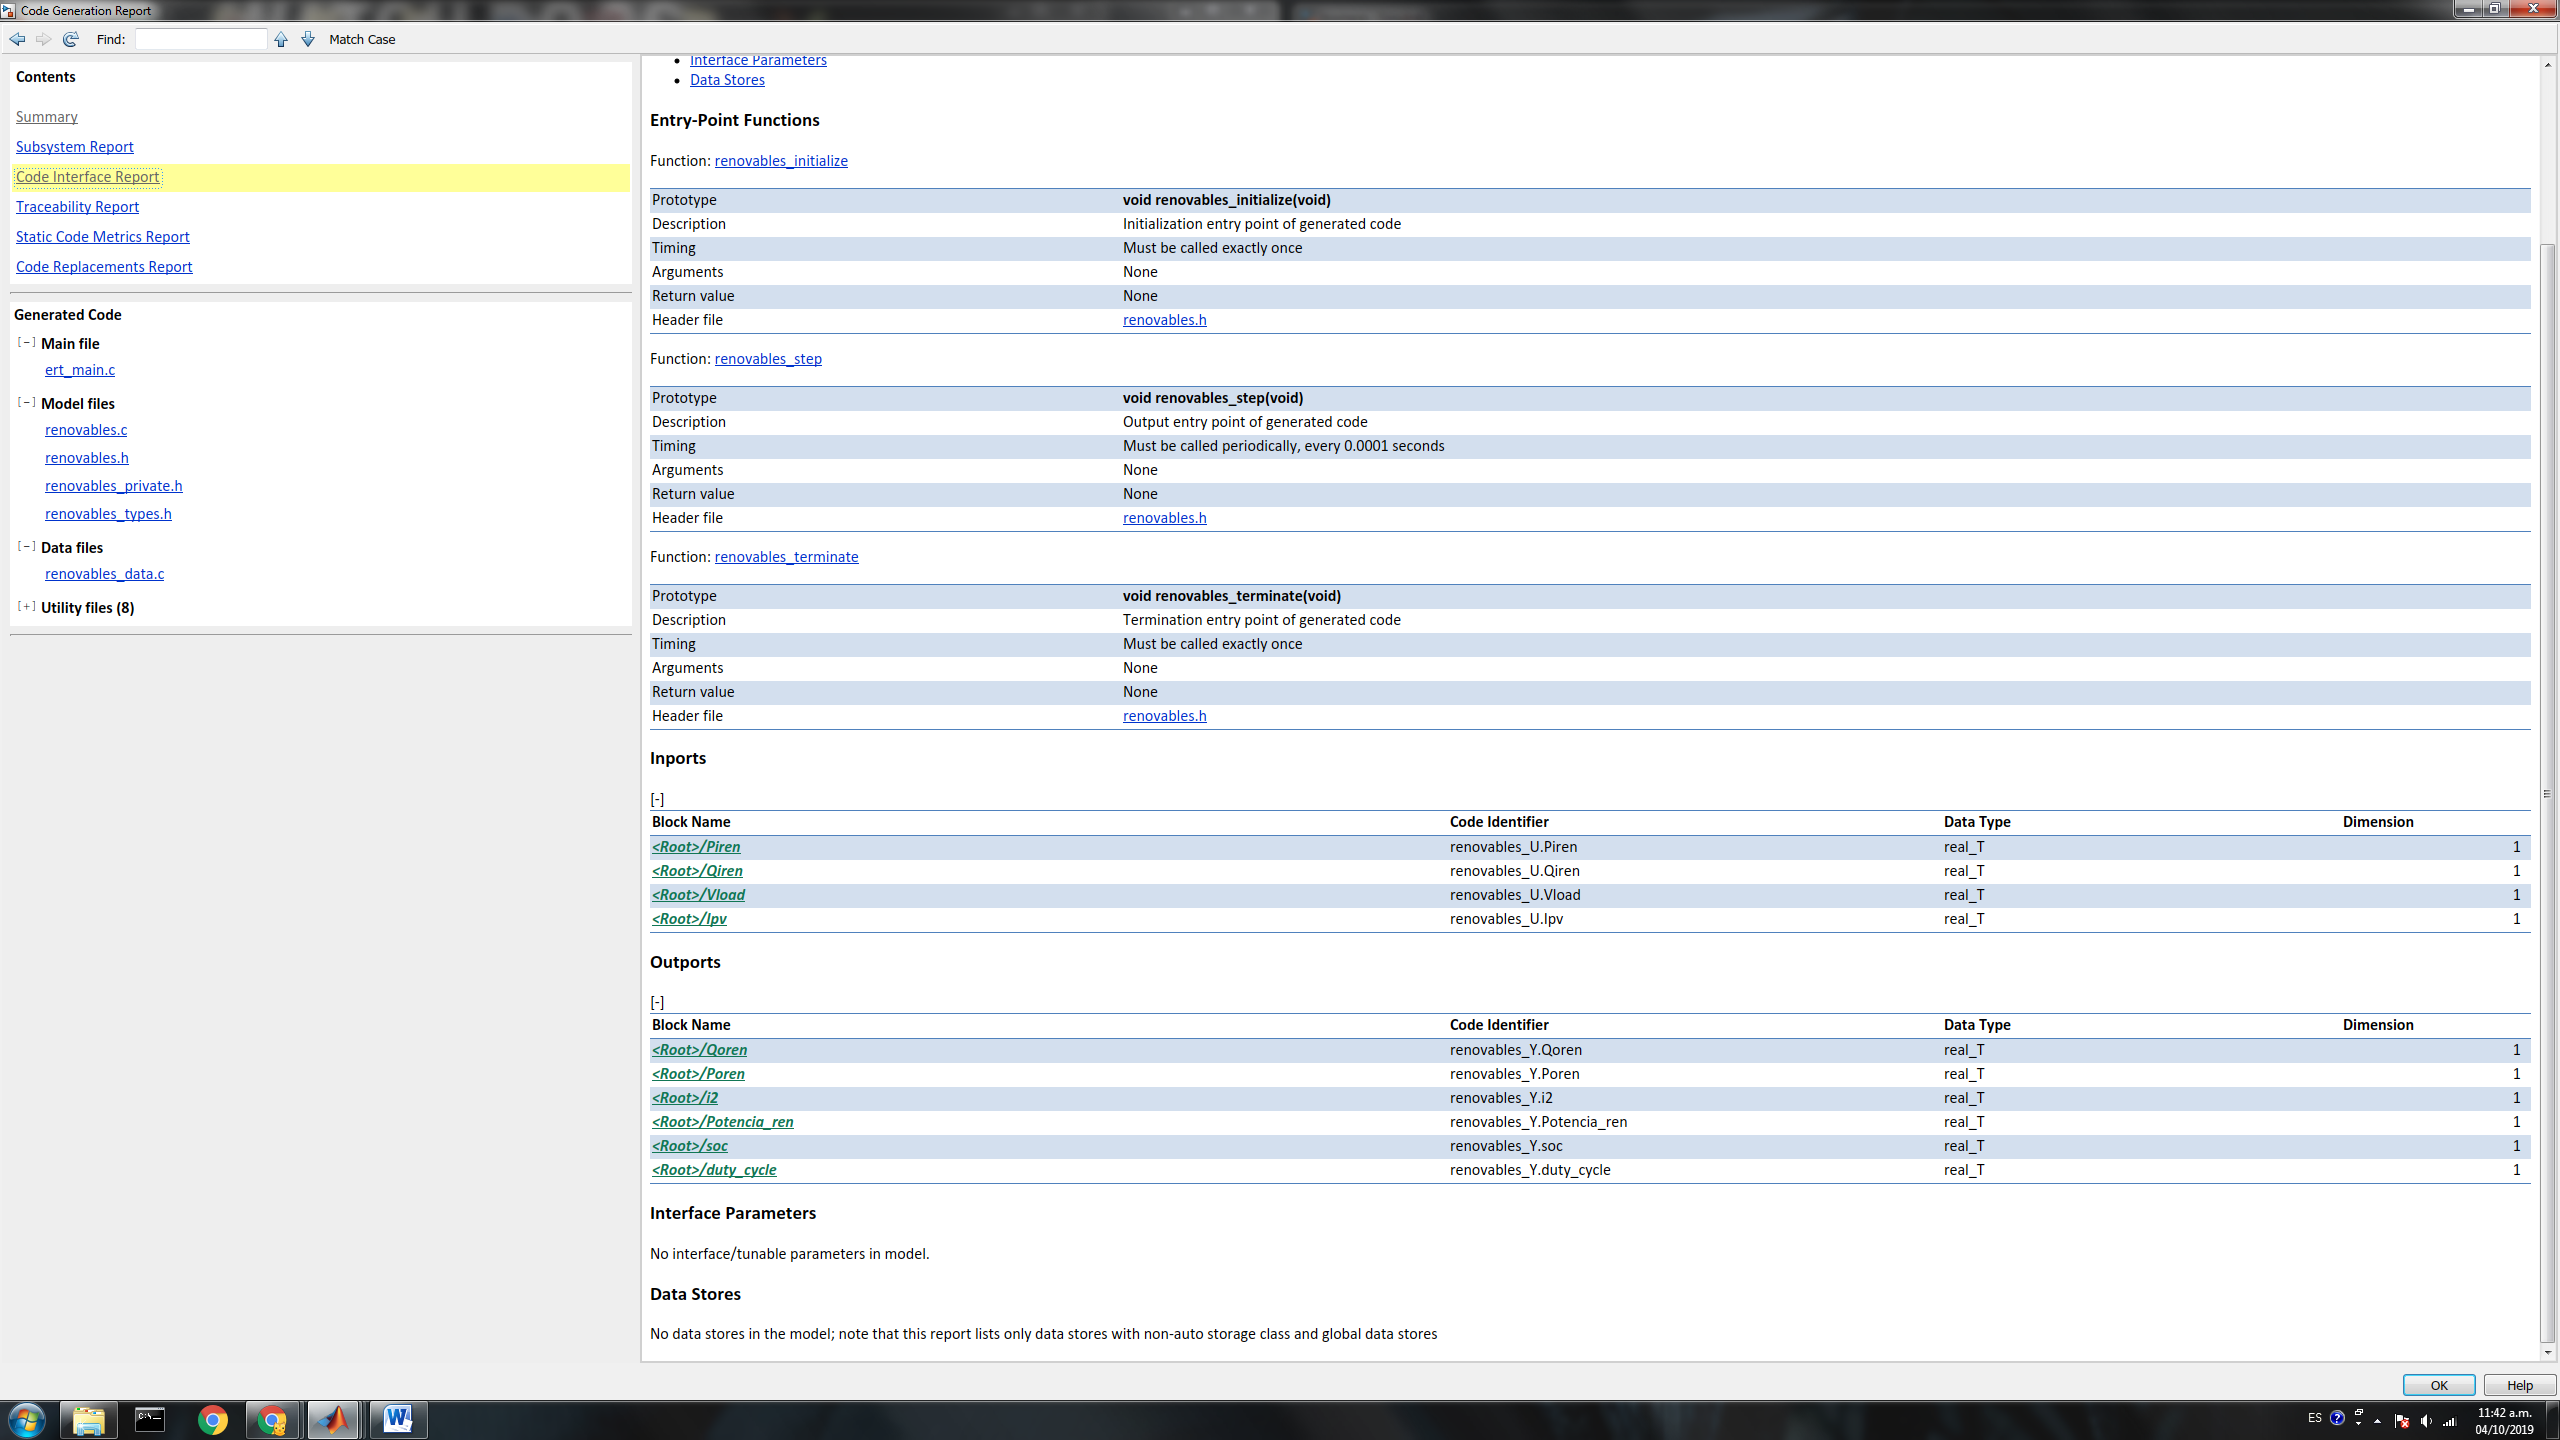 Code Generation Report
Find: Match Case
Contents
Summary
Subsystem Report
Code Interface Report
Traceability Report
Static Code Metrics Report
Code Replacements Report
Generated Code
[-] Main file
ert_main.c
[-] Model files
renovables.c
renovables.h
renovables_private.h
renovables_types.h
[-] Data files
renovables_data.c
[+] Utility files (8)
• Interface Parameters
• Data Stores
Entry-Point Functions
Function: renovables_initialize
Prototype void renovables_initialize(void)
Description Initialization entry point of generated code
Timing Must be called exactly once
Arguments None
Return value None
Header file renovables.h
Function: renovables_step
Prototype void renovables_step(void)
Description Output entry point of generated code
Timing Must be called periodically, every 0.0001 seconds
Arguments None
Return value None
Header file renovables.h
Function: renovables_terminate
Prototype void renovables_terminate(void)
Description Termination entry point of generated code
Timing Must be called exactly once
Arguments None
Return value None
Header file renovables.h
Inports
[-]
Block Name Code Identifier Data Type Dimension
<Root>/Piren renovables_U.Piren real_T 1
<Root>/Qiren renovables_U.Qiren real_T 1
<Root>/Vload renovables_U.Vload real_T 1
<Root>/Ipv renovables_U.Ipv real_T 1
Outports
[-]
Block Name Code Identifier Data Type Dimension
<Root>/Qoren renovables_Y.Qoren real_T 1
<Root>/Poren renovables_Y.Poren real_T 1
<Root>/i2 renovables_Y.i2 real_T 1
<Root>/Potencia_ren renovables_Y.Potencia_ren real_T 1
<Root>/soc renovables_Y.soc real_T 1
<Root>/duty_cycle renovables_Y.duty_cycle real_T 1
Interface Parameters
No interface/tunable parameters in model.
Data Stores
No data stores in the model; note that this report lists only data stores with non-auto storage class and global data stores
OK Help
ES 11:42 a.m.
04/10/2019